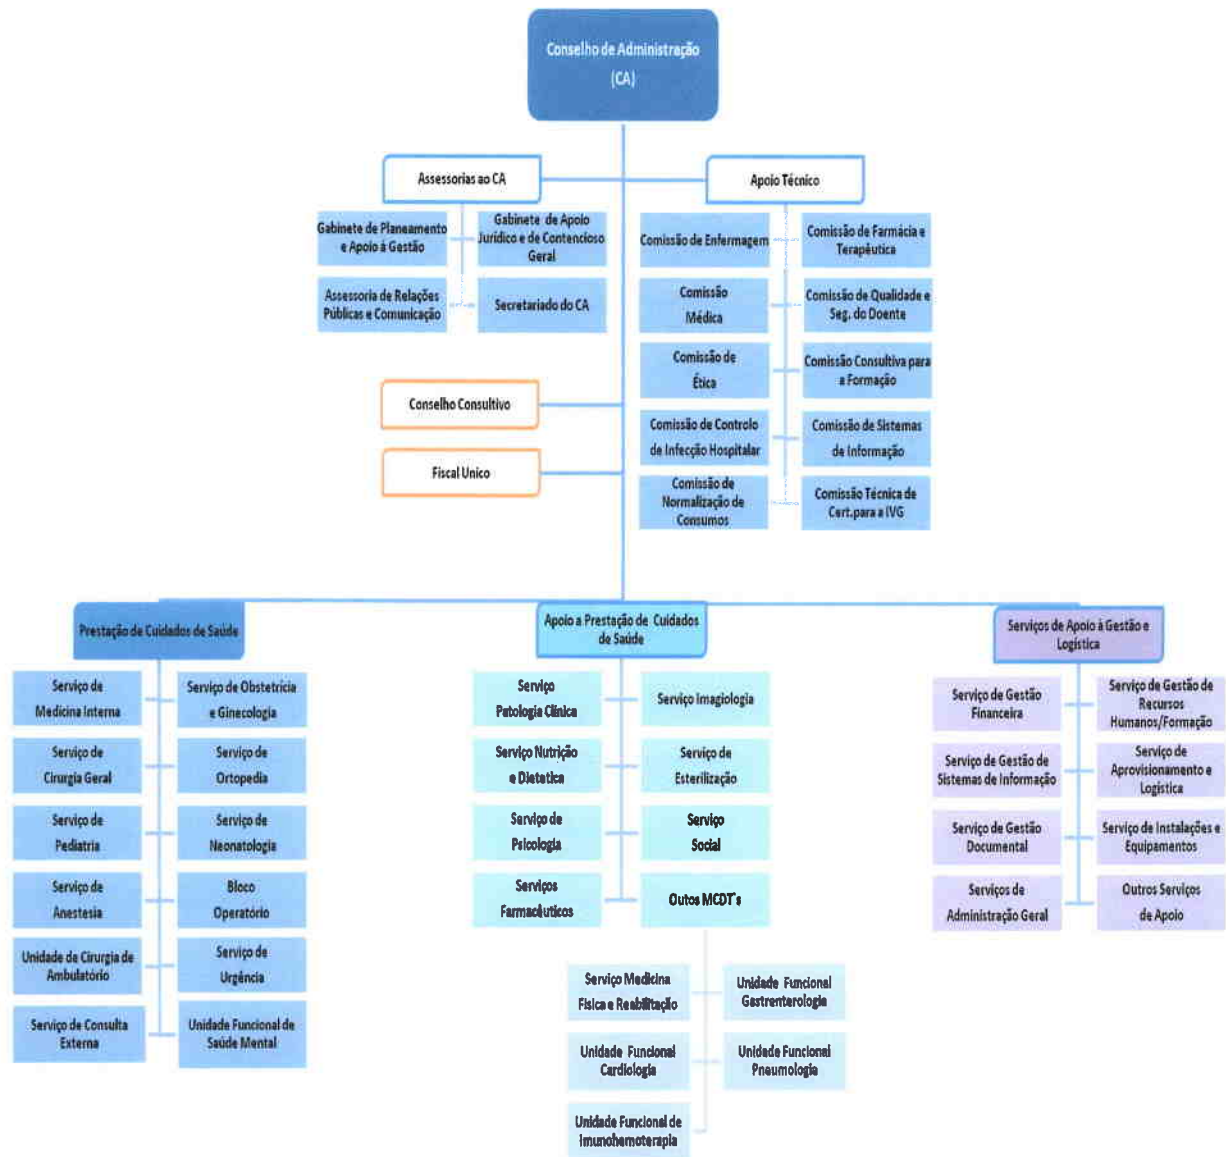 Conselho de Administração
(CA)
Assessorias ao CA
Apoio Técnico
Gabinete de Planeamento
e Apoio à Gestão
Gabinete de Apoio
Jurídico e de Contencioso
Geral
Assessoria de Relações
Públicas e Comunicação
Secretariado do CA
Comissão de Enfermagem
Comissão de Farmácia e
Terapêutica
Comissão
Médica
Comissão de Qualidade e
Seg. do Doente
Comissão de
Ética
Comissão Consultiva para
a Formação
Comissão de Controlo
de Infecção Hospitalar
Comissão de Sistemas
de Informação
Comissão de
Normalização de
Consumos
Comissão Técnica de
Cert.para a IVG
Conselho Consultivo
Fiscal Unico
Prestação de Cuidados de Saúde
Serviço de
Medicina Interna
Serviço de Obstetrícia
e Ginecologia
Serviço de
Cirurgia Geral
Serviço de
Ortopedia
Serviço de
Pediatria
Serviço de
Neonatologia
Serviço de
Anestesia
Bloco
Operatório
Unidade de Cirurgia de
Ambulatório
Serviço de
Urgência
Serviço de Consulta
Externa
Unidade Funcional de
Saúde Mental
Apoio a Prestação de Cuidados
de Saúde
Serviço
Patologia Clínica
Serviço Imagiologia
Serviço Nutrição
e Dietetica
Serviço de
Esterilização
Serviço de
Psicologia
Serviço
Social
Serviços
Farmacêuticos
Outos MCDT`s
Serviço Medicina
Física e Reabilitação
Unidade Funcional
Gastrenterologia
Unidade Funcional
Cardiologia
Unidade Funcional
Pneumologia
Unidade Funcional de
Imunohemoterapia
Serviços de Apoio à Gestão e
Logística
Serviço de Gestão
Financeira
Serviço de Gestão de
Recursos
Humanos/Formação
Serviço de Gestão de
Sistemas de Informação
Serviço de
Aprovisionamento e
Logística
Serviço de Gestão
Documental
Serviço de Instalações e
Equipamentos
Serviços de
Administração Geral
Outros Serviços
de Apoio